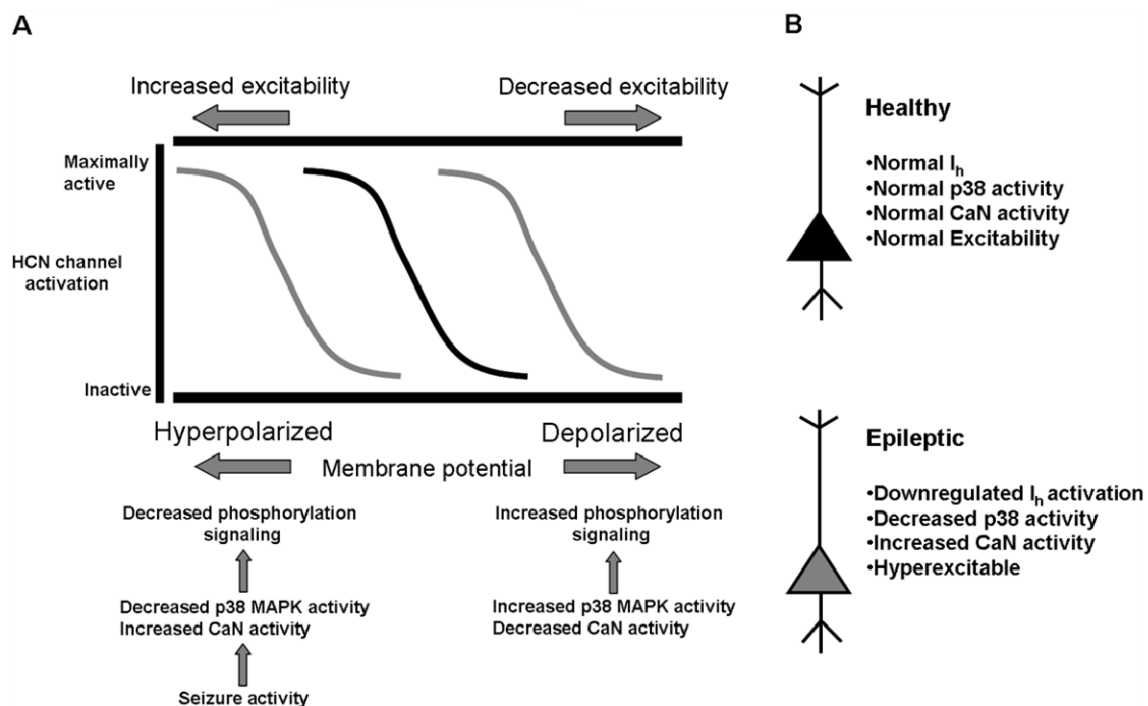 A
Increased excitability
Decreased excitability
Maximally
active
HCN channel
activation
Inactive
Hyperpolarized
Depolarized
Membrane potential
Decreased phosphorylation
signaling
Increased phosphorylation
signaling
Decreased p38 MAPK activity
Increased CaN activity
Increased p38 MAPK activity
Decreased CaN activity
Seizure activity
B
Healthy
•Normal Ih
•Normal p38 activity
•Normal CaN activity
•Normal Excitability
Epileptic
•Downregulated Ih activation
•Decreased p38 activity
•Increased CaN activity
•Hyperexcitable